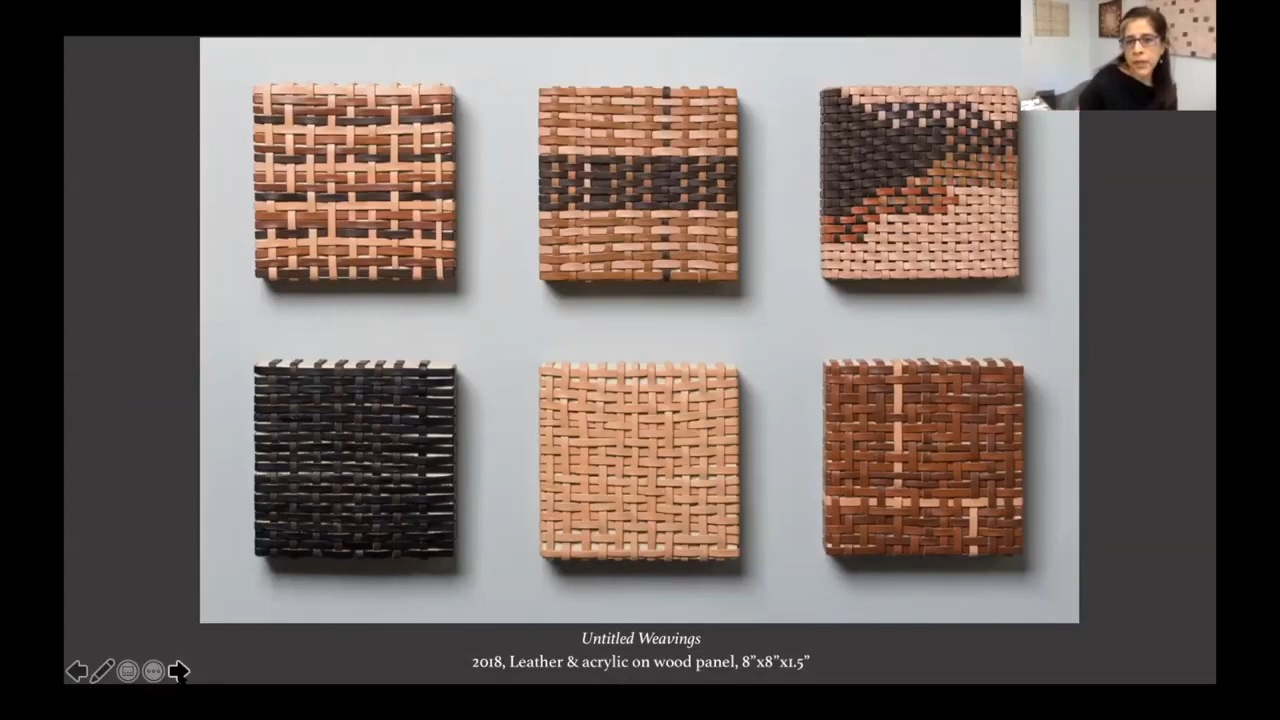 Untitled Weavings
2018, Leather & acrylic on wood panel, 8”x8”x1.5”